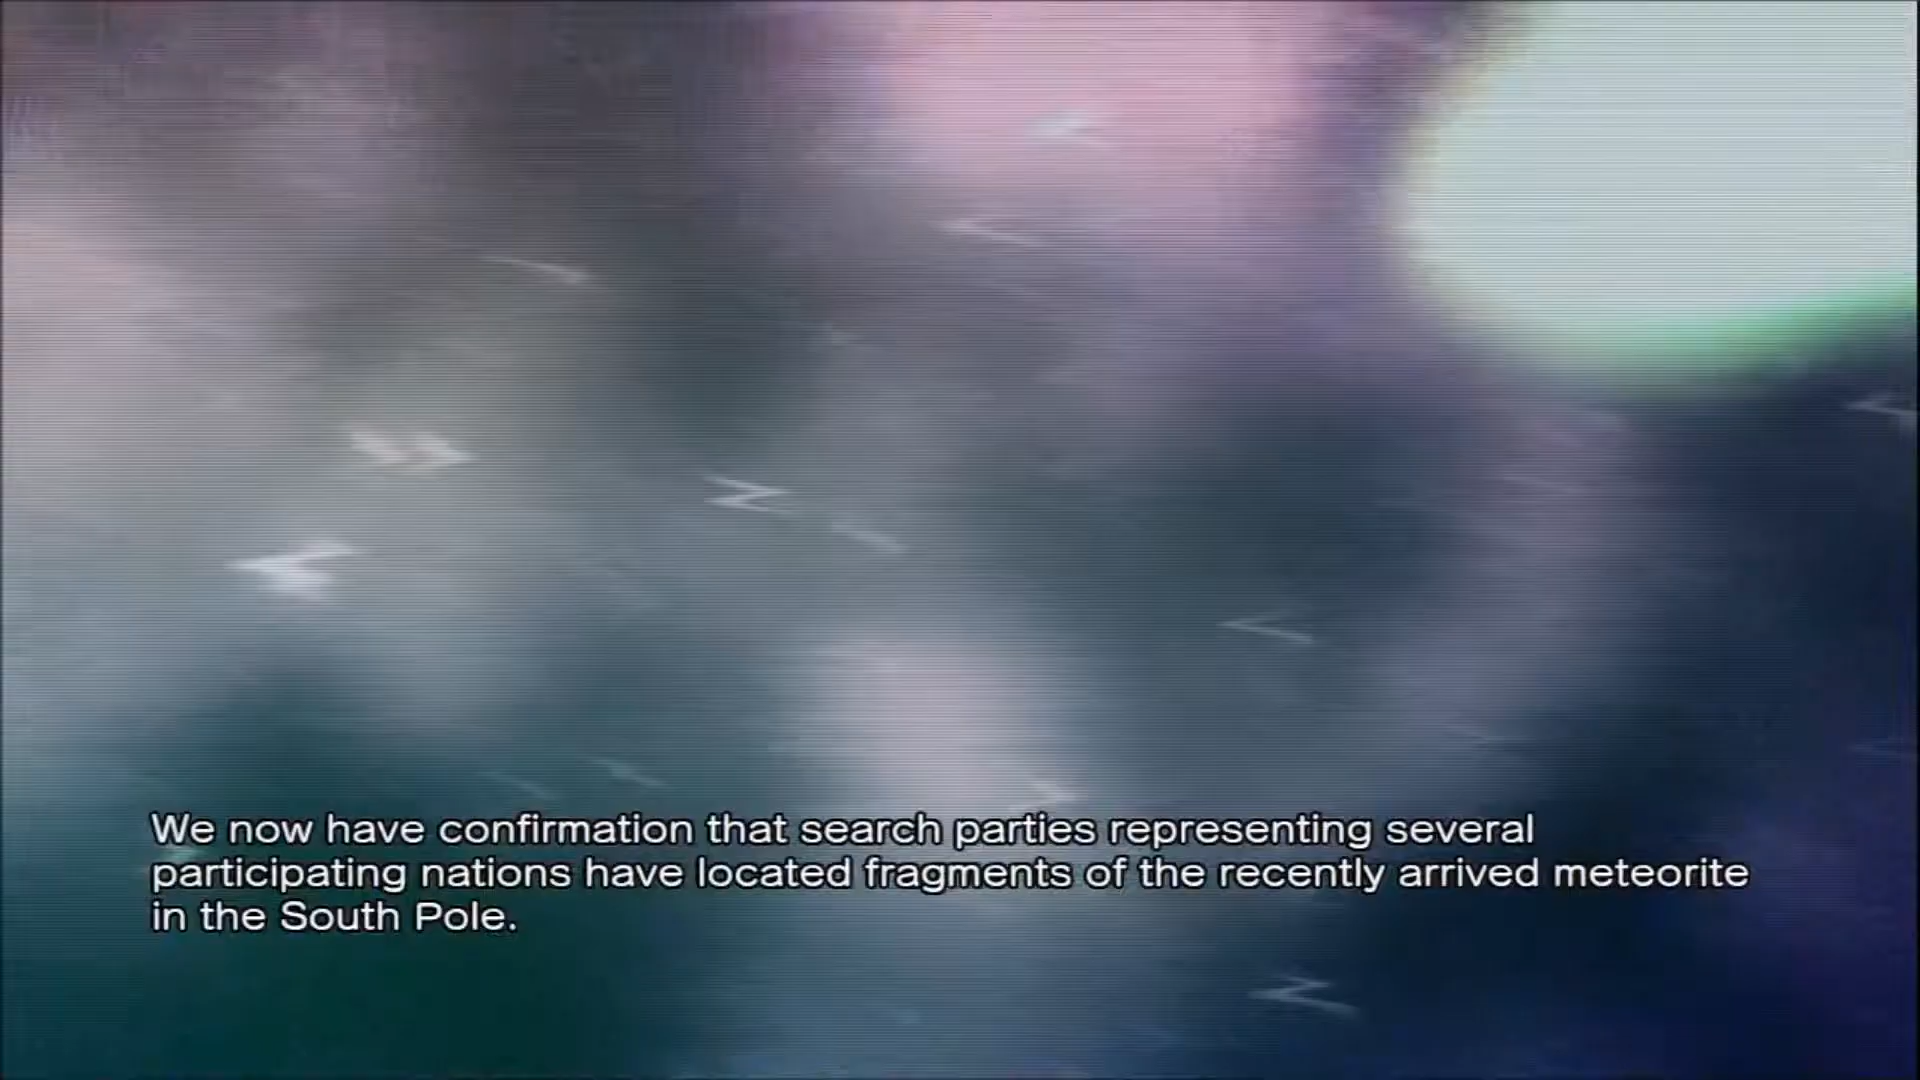 We now have confirmation that search parties representing several
participating nations have located fragments of the recently arrived meteorite
in the South Pole.